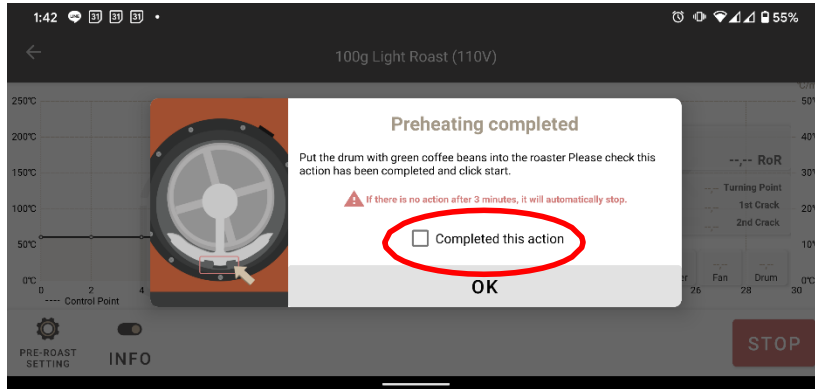 1:42 LINE 31 31 31 • 55%
100g Light Roast (110V)
250℃
200℃
150℃
100℃
50℃
0℃
0 2 4
---- Control Point
Preheating completed
Put the drum with green coffee beans into the roaster Please check this
action has been completed and click start.
If there is no action after 3 minutes, it will automatically stop.
Completed this action
OK
50
40
30
20
10
0℃
--,-- RoR
--,-- Turning Point
--,-- 1st Crack
--,-- 2nd Crack
--,-- --,--
Fan Drum
26 28 30
PRE-ROAST
SETTING
INFO
STOP